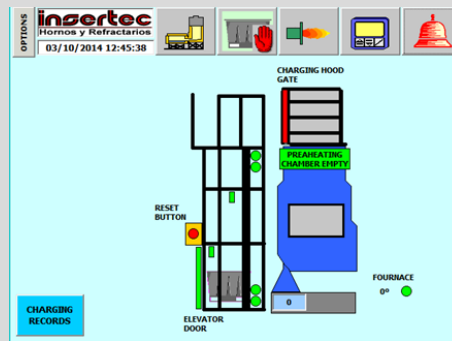 OPTIONS
insertec
Hornos y Refractarios
03/10/2014 12:45:38
CHARGING HOOD
GATE
PREAHEATING
CHAMBER EMPTY
RESET
BUTTON
FOURNACE
0º
0
CHARGING
RECORDS
ELEVATOR
DOOR